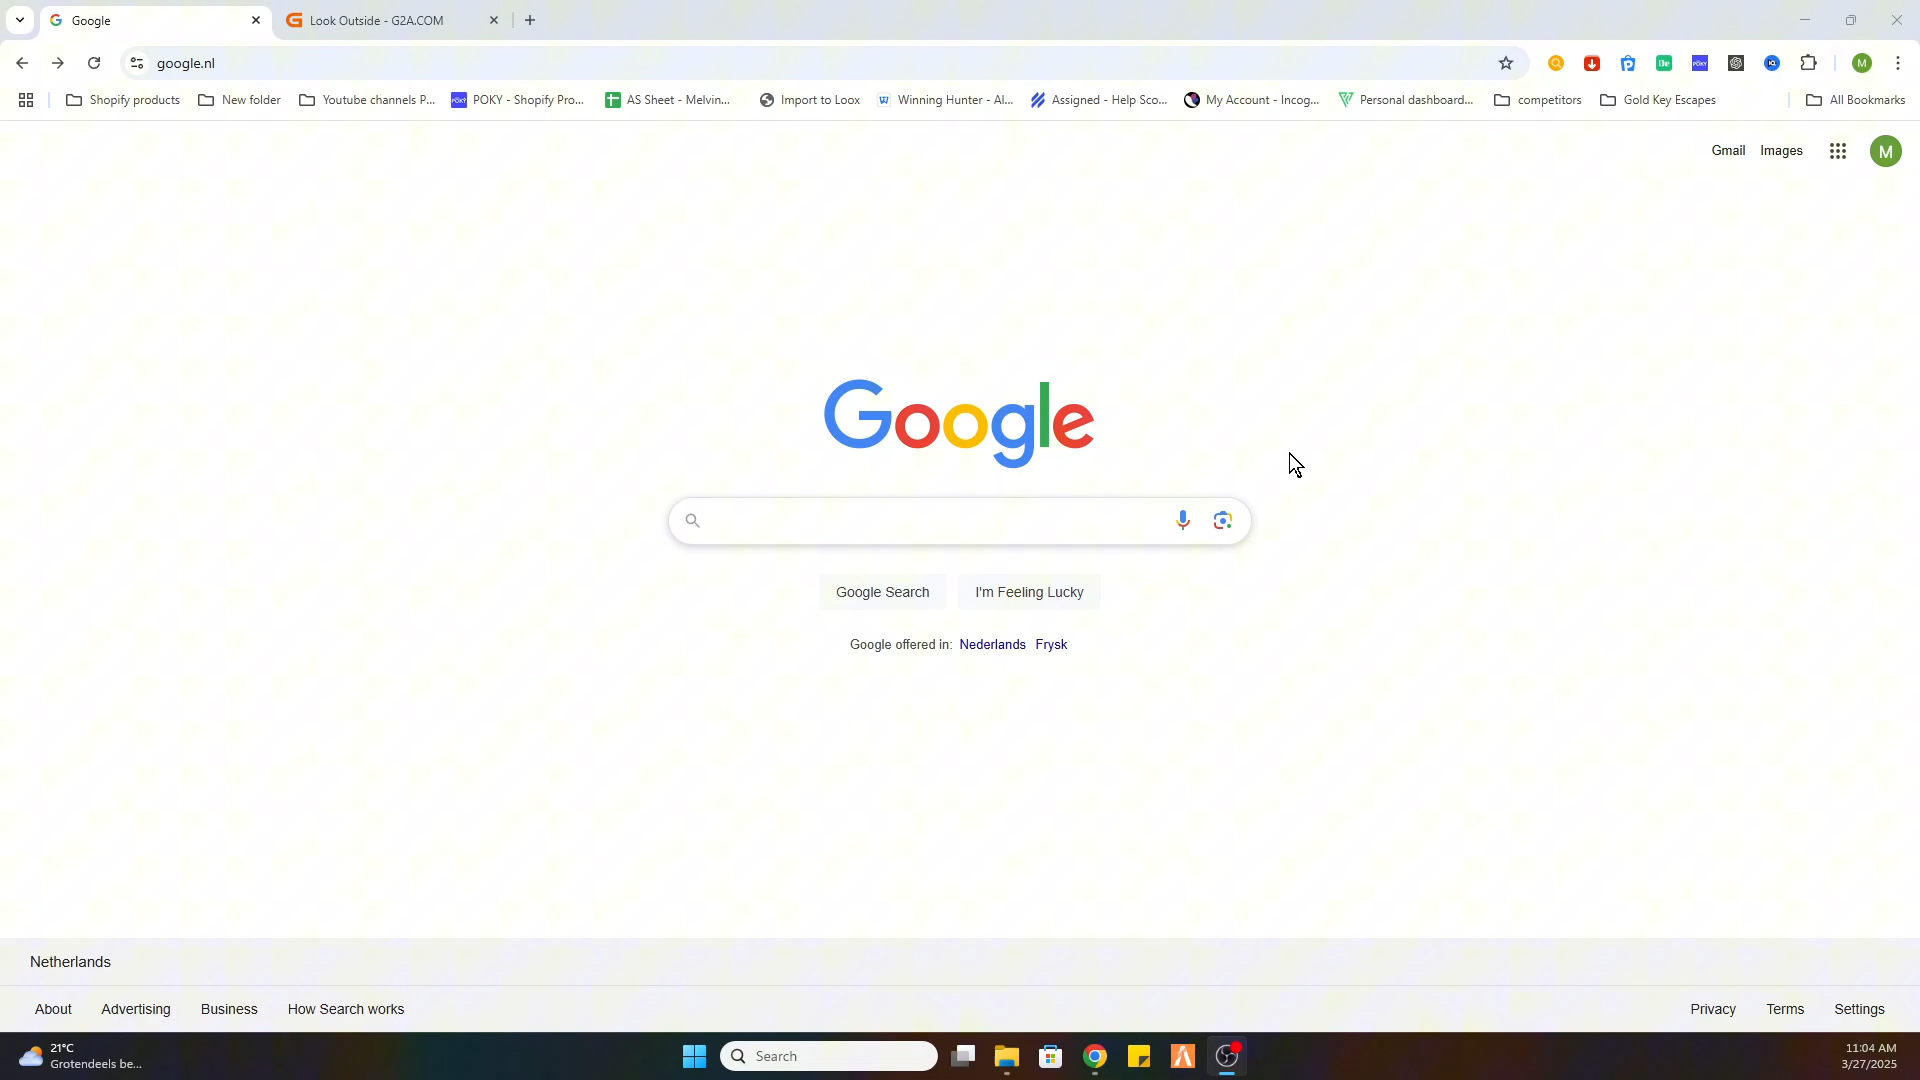 Google
Look Outside - G2A.COM
google.nl
M
Shopify products
New folder
Youtube channels P...
POKY - Shopify Pro...
AS Sheet - Melvin...
Import to Loox
Winning Hunter - AI...
Assigned - Help Sco...
My Account - Incog...
Personal dashboard...
competitors
Gold Key Escapes
All Bookmarks
Gmail
Images
M
Google
Google Search
I'm Feeling Lucky
Google offered in: Nederlands Frysk
Netherlands
About
Advertising
Business
How Search works
Privacy
Terms
Settings
21°C
Grotendeels be...
Search
11:04 AM
3/27/2025